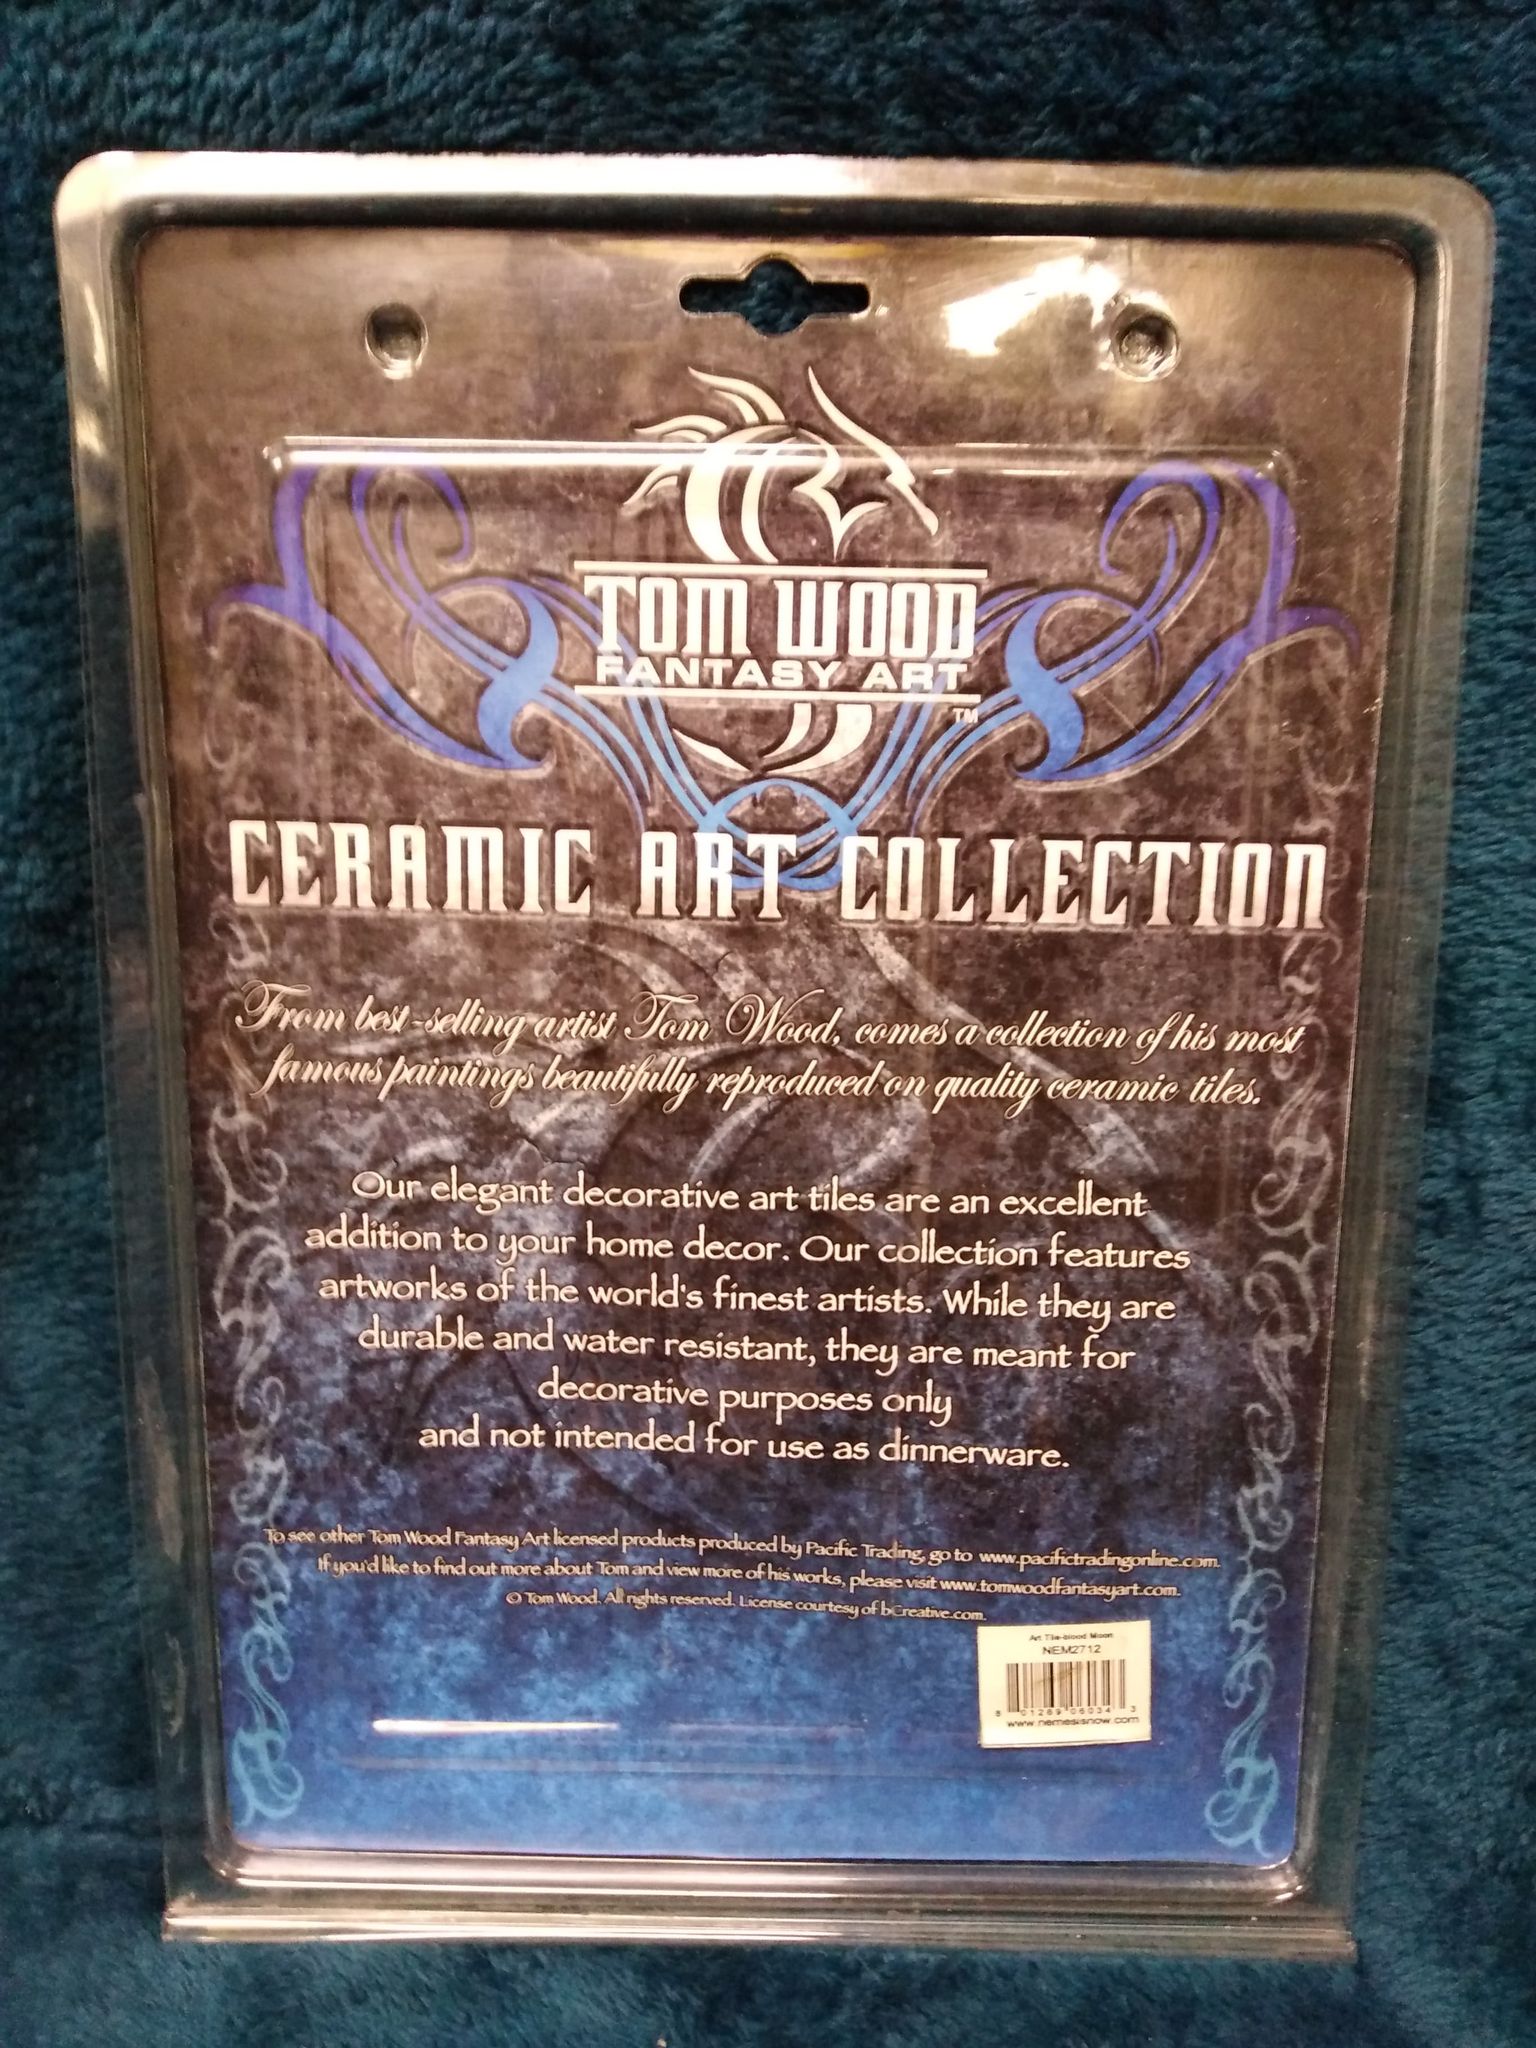 TOM WOOD
FANTASY ART
TM
CERAMIC ART COLLECTION
From best-selling artist Tom Wood, comes a collection of his most
famous paintings beautifully reproduced on quality ceramic tiles.
Our elegant decorative art tiles are an excellent
addition to your home decor. Our collection features
artworks of the world's finest artists. While they are
durable and water resistant, they are meant for
decorative purposes only
and not intended for use as dinnerware.
To see other Tom Wood Fantasy Art licensed products produced by Pacific Trading, go to www.pacifictradingonline.com.
If you'd like to find out more about Tom and view more of his works, please visit www.tomwoodfantasyart.com.
© Tom Wood. All rights reserved. License courtesy of bCreative.com.
Art Tile-blood Moon
NEM2712
8 01269 06034 3
www.nemesisnow.com